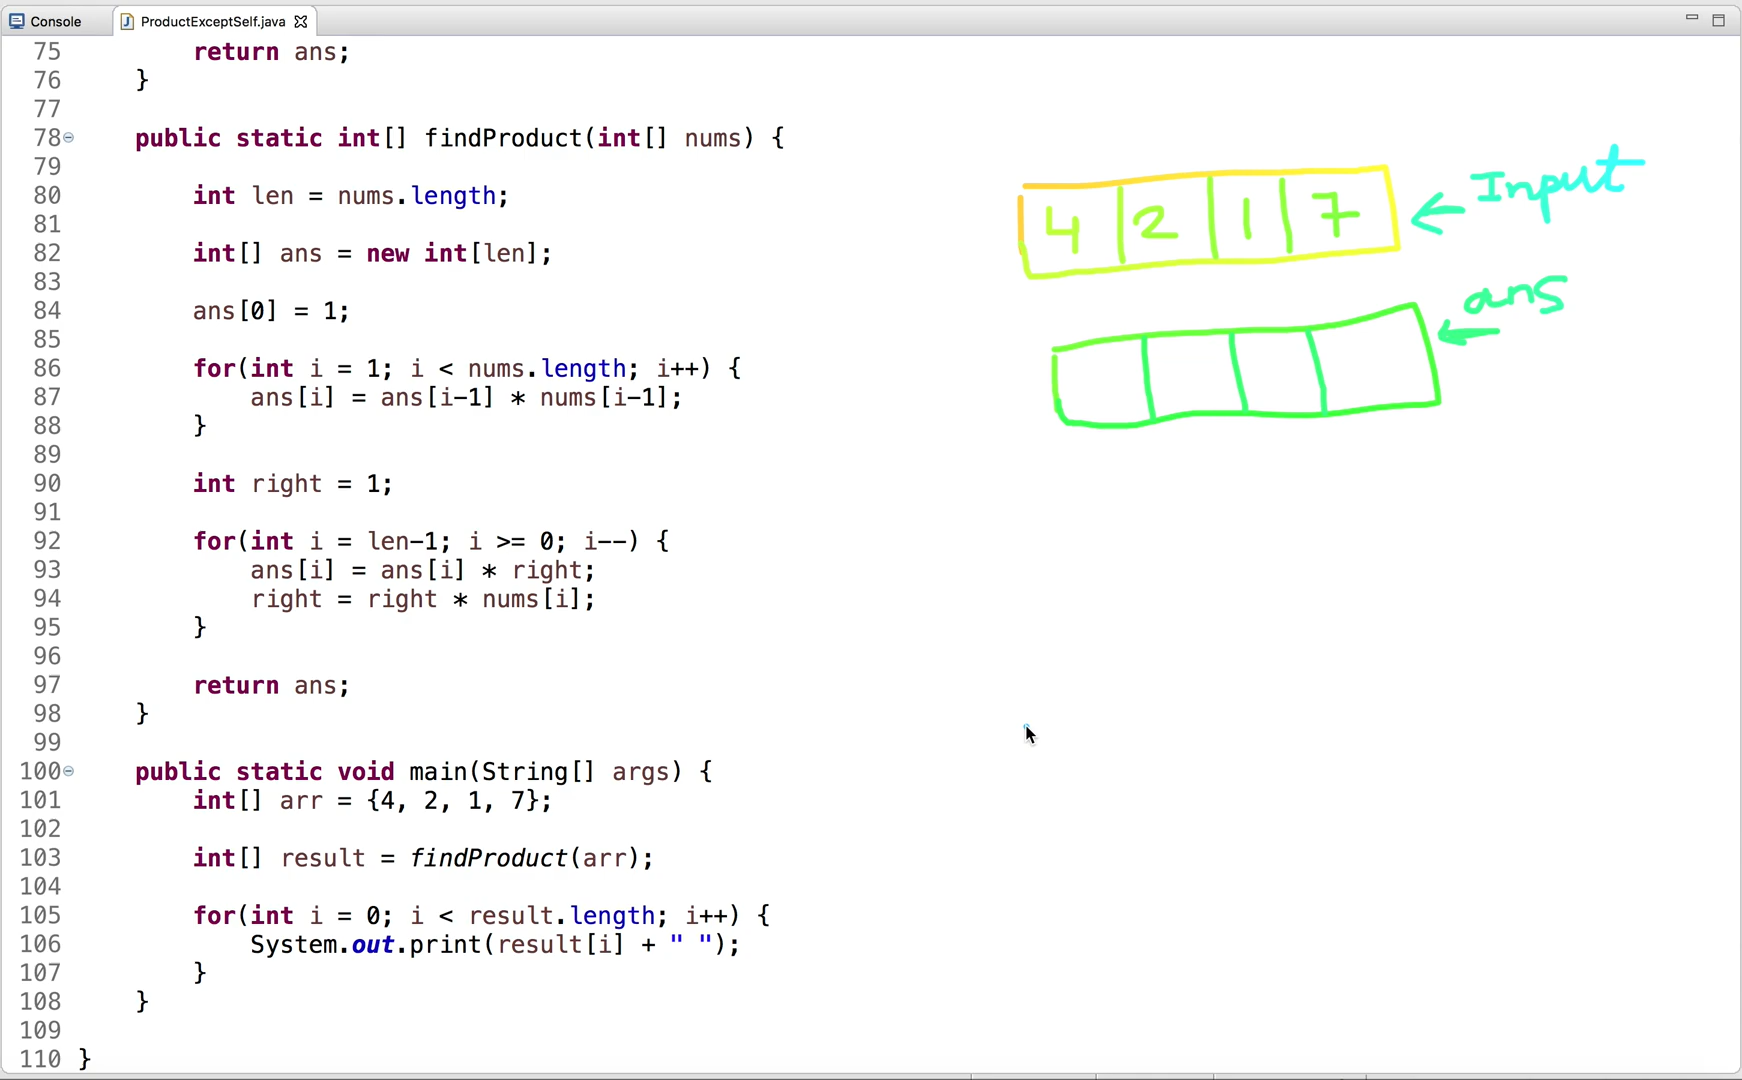 Console
ProductExceptSelf.java
75 return ans;
76 }
77
78 public static int[] findProduct(int[] nums) {
79
80 int len = nums.length;
81
82 int[] ans = new int[len];
83
84 ans[0] = 1;
85
86 for(int i = 1; i < nums.length; i++) {
87 ans[i] = ans[i-1] * nums[i-1];
88 }
89
90 int right = 1;
91
92 for(int i = len-1; i >= 0; i--) {
93 ans[i] = ans[i] * right;
94 right = right * nums[i];
95 }
96
97 return ans;
98 }
99
100 public static void main(String[] args) {
101 int[] arr = {4, 2, 1, 7};
102
103 int[] result = findProduct(arr);
104
105 for(int i = 0; i < result.length; i++) {
106 System.out.print(result[i] + " ");
107 }
108 }
109
110 }
4 2 1 7 ← Input
← ans